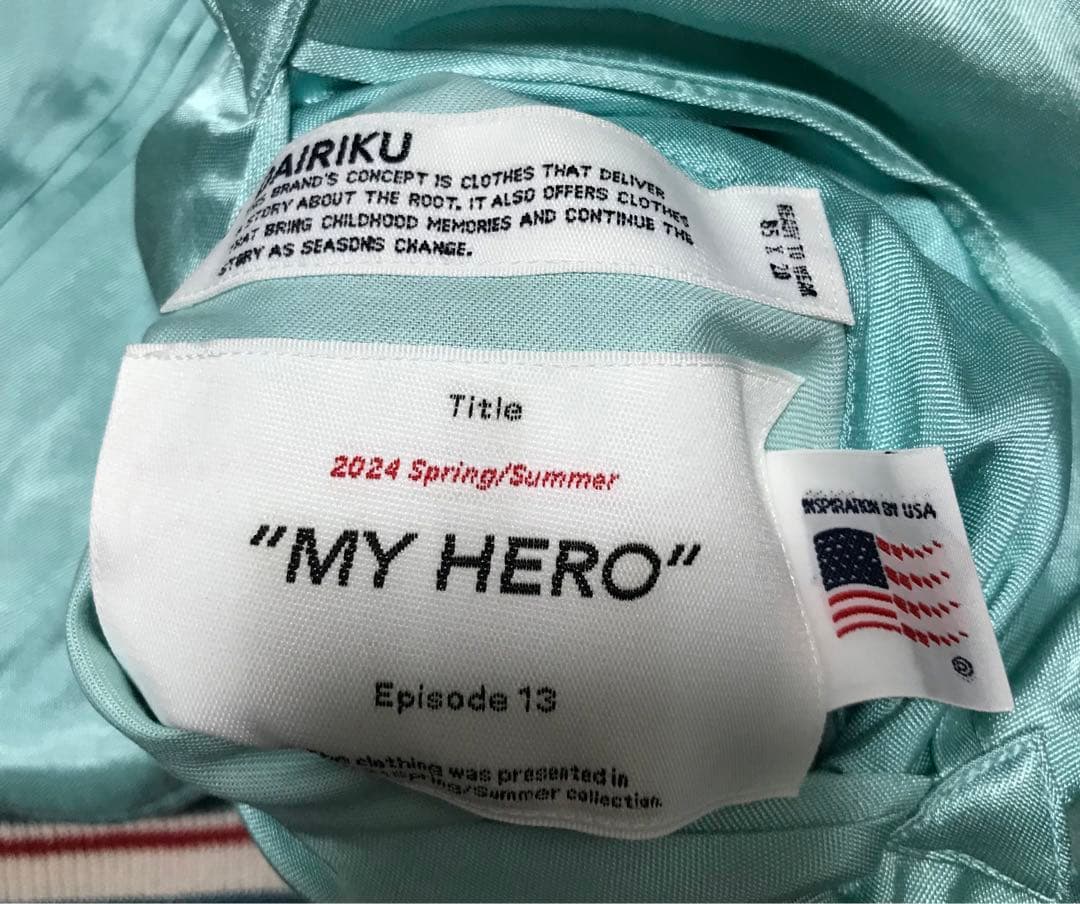 DAIRIKU
BRAND'S CONCEPT IS CLOTHES THAT DELIVER
STORY ABOUT THE ROOT. IT ALSO OFFERS CLOTHES
THAT BRING CHILDHOOD MEMORIES AND CONTINUE THE
STORY AS SEASONS CHANGE.
READY TO WEAR
Title
2024 Spring/Summer
"MY HERO"
Episode 13
clothing was presented in
Spring/Summer collection.
INSPIRATION BY USA